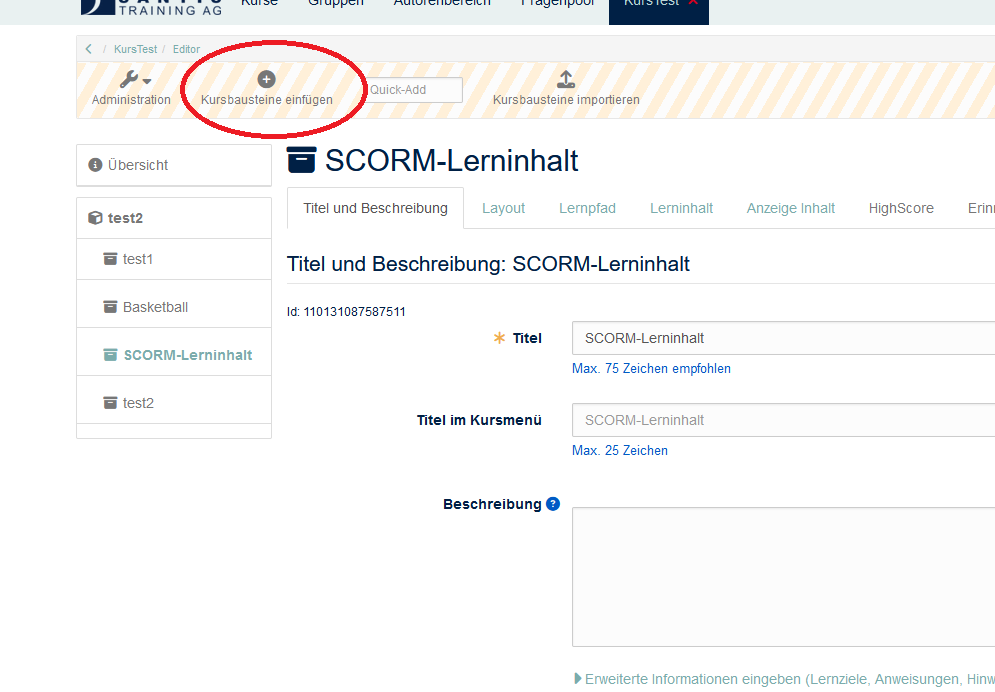 SANTIS
TRAINING AG
Kurse
Gruppen
Autorenbereich
Fragenpool
KursTest
/ KursTest / Editor
Administration
Kursbausteine einfügen
Quick-Add
Kursbausteine importieren
Übersicht
test2
test1
Basketball
SCORM-Lerninhalt
test2
SCORM-Lerninhalt
Titel und Beschreibung
Layout
Lernpfad
Lerninhalt
Anzeige Inhalt
HighScore
Erin
Titel und Beschreibung: SCORM-Lerninhalt
Id: 110131087587511
Titel
SCORM-Lerninhalt
Max. 75 Zeichen empfohlen
Titel im Kursmenü
SCORM-Lerninhalt
Max. 25 Zeichen
Beschreibung
Erweiterte Informationen eingeben (Lernziele, Anweisungen, Hinw